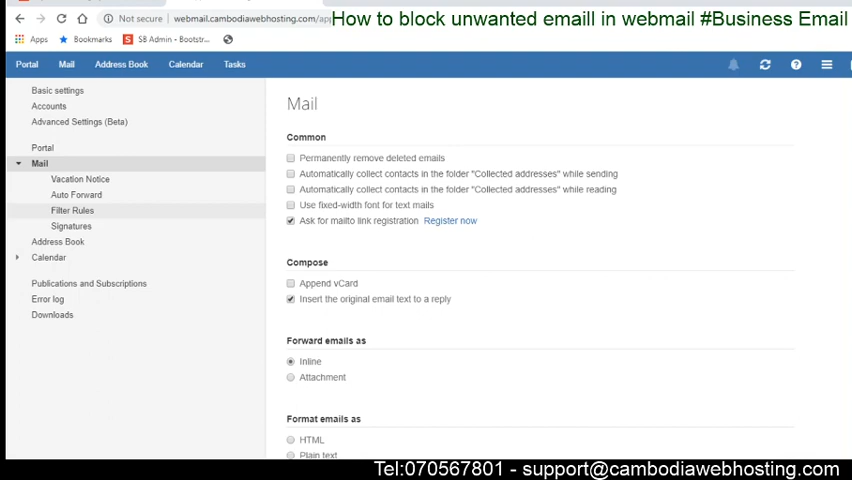 Not secure webmail.cambodiawebhosting.com/app
How to block unwanted emaill in webmail #Business Email
Apps Bookmarks S SB Admin - Bootstr...
Portal Mail Address Book Calendar Tasks
Basic settings
Accounts
Advanced Settings (Beta)
Portal
Mail
Vacation Notice
Auto Forward
Filter Rules
Signatures
Address Book
Calendar
Publications and Subscriptions
Error log
Downloads
Mail
Common
Permanently remove deleted emails
Automatically collect contacts in the folder "Collected addresses" while sending
Automatically collect contacts in the folder "Collected addresses" while reading
Use fixed-width font for text mails
Ask for mailto link registration Register now
Compose
Append vCard
Insert the original email text to a reply
Forward emails as
Inline
Attachment
Format emails as
HTML
Plain text
Tel:070567801 - support@cambodiawebhosting.com